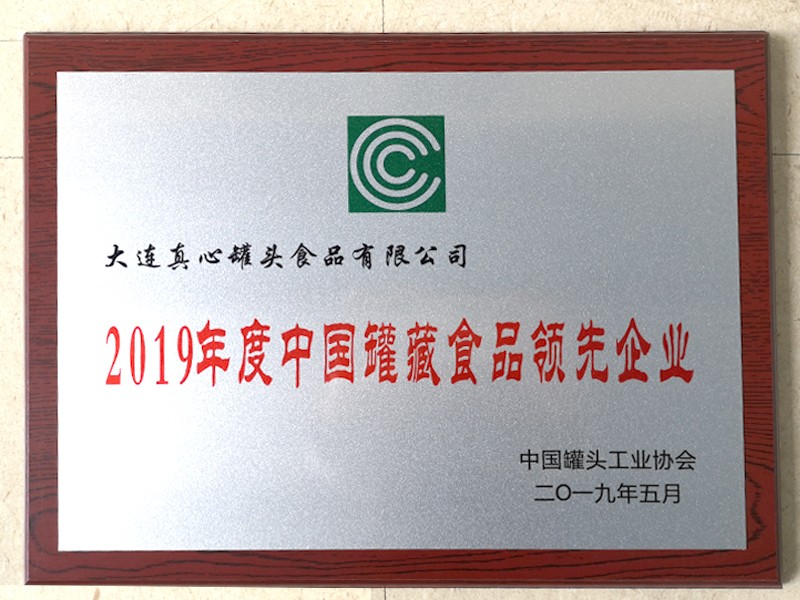 大连真心罐头食品有限公司
2019年度中国罐藏食品领先企业
中国罐头工业协会
二〇一九年五月